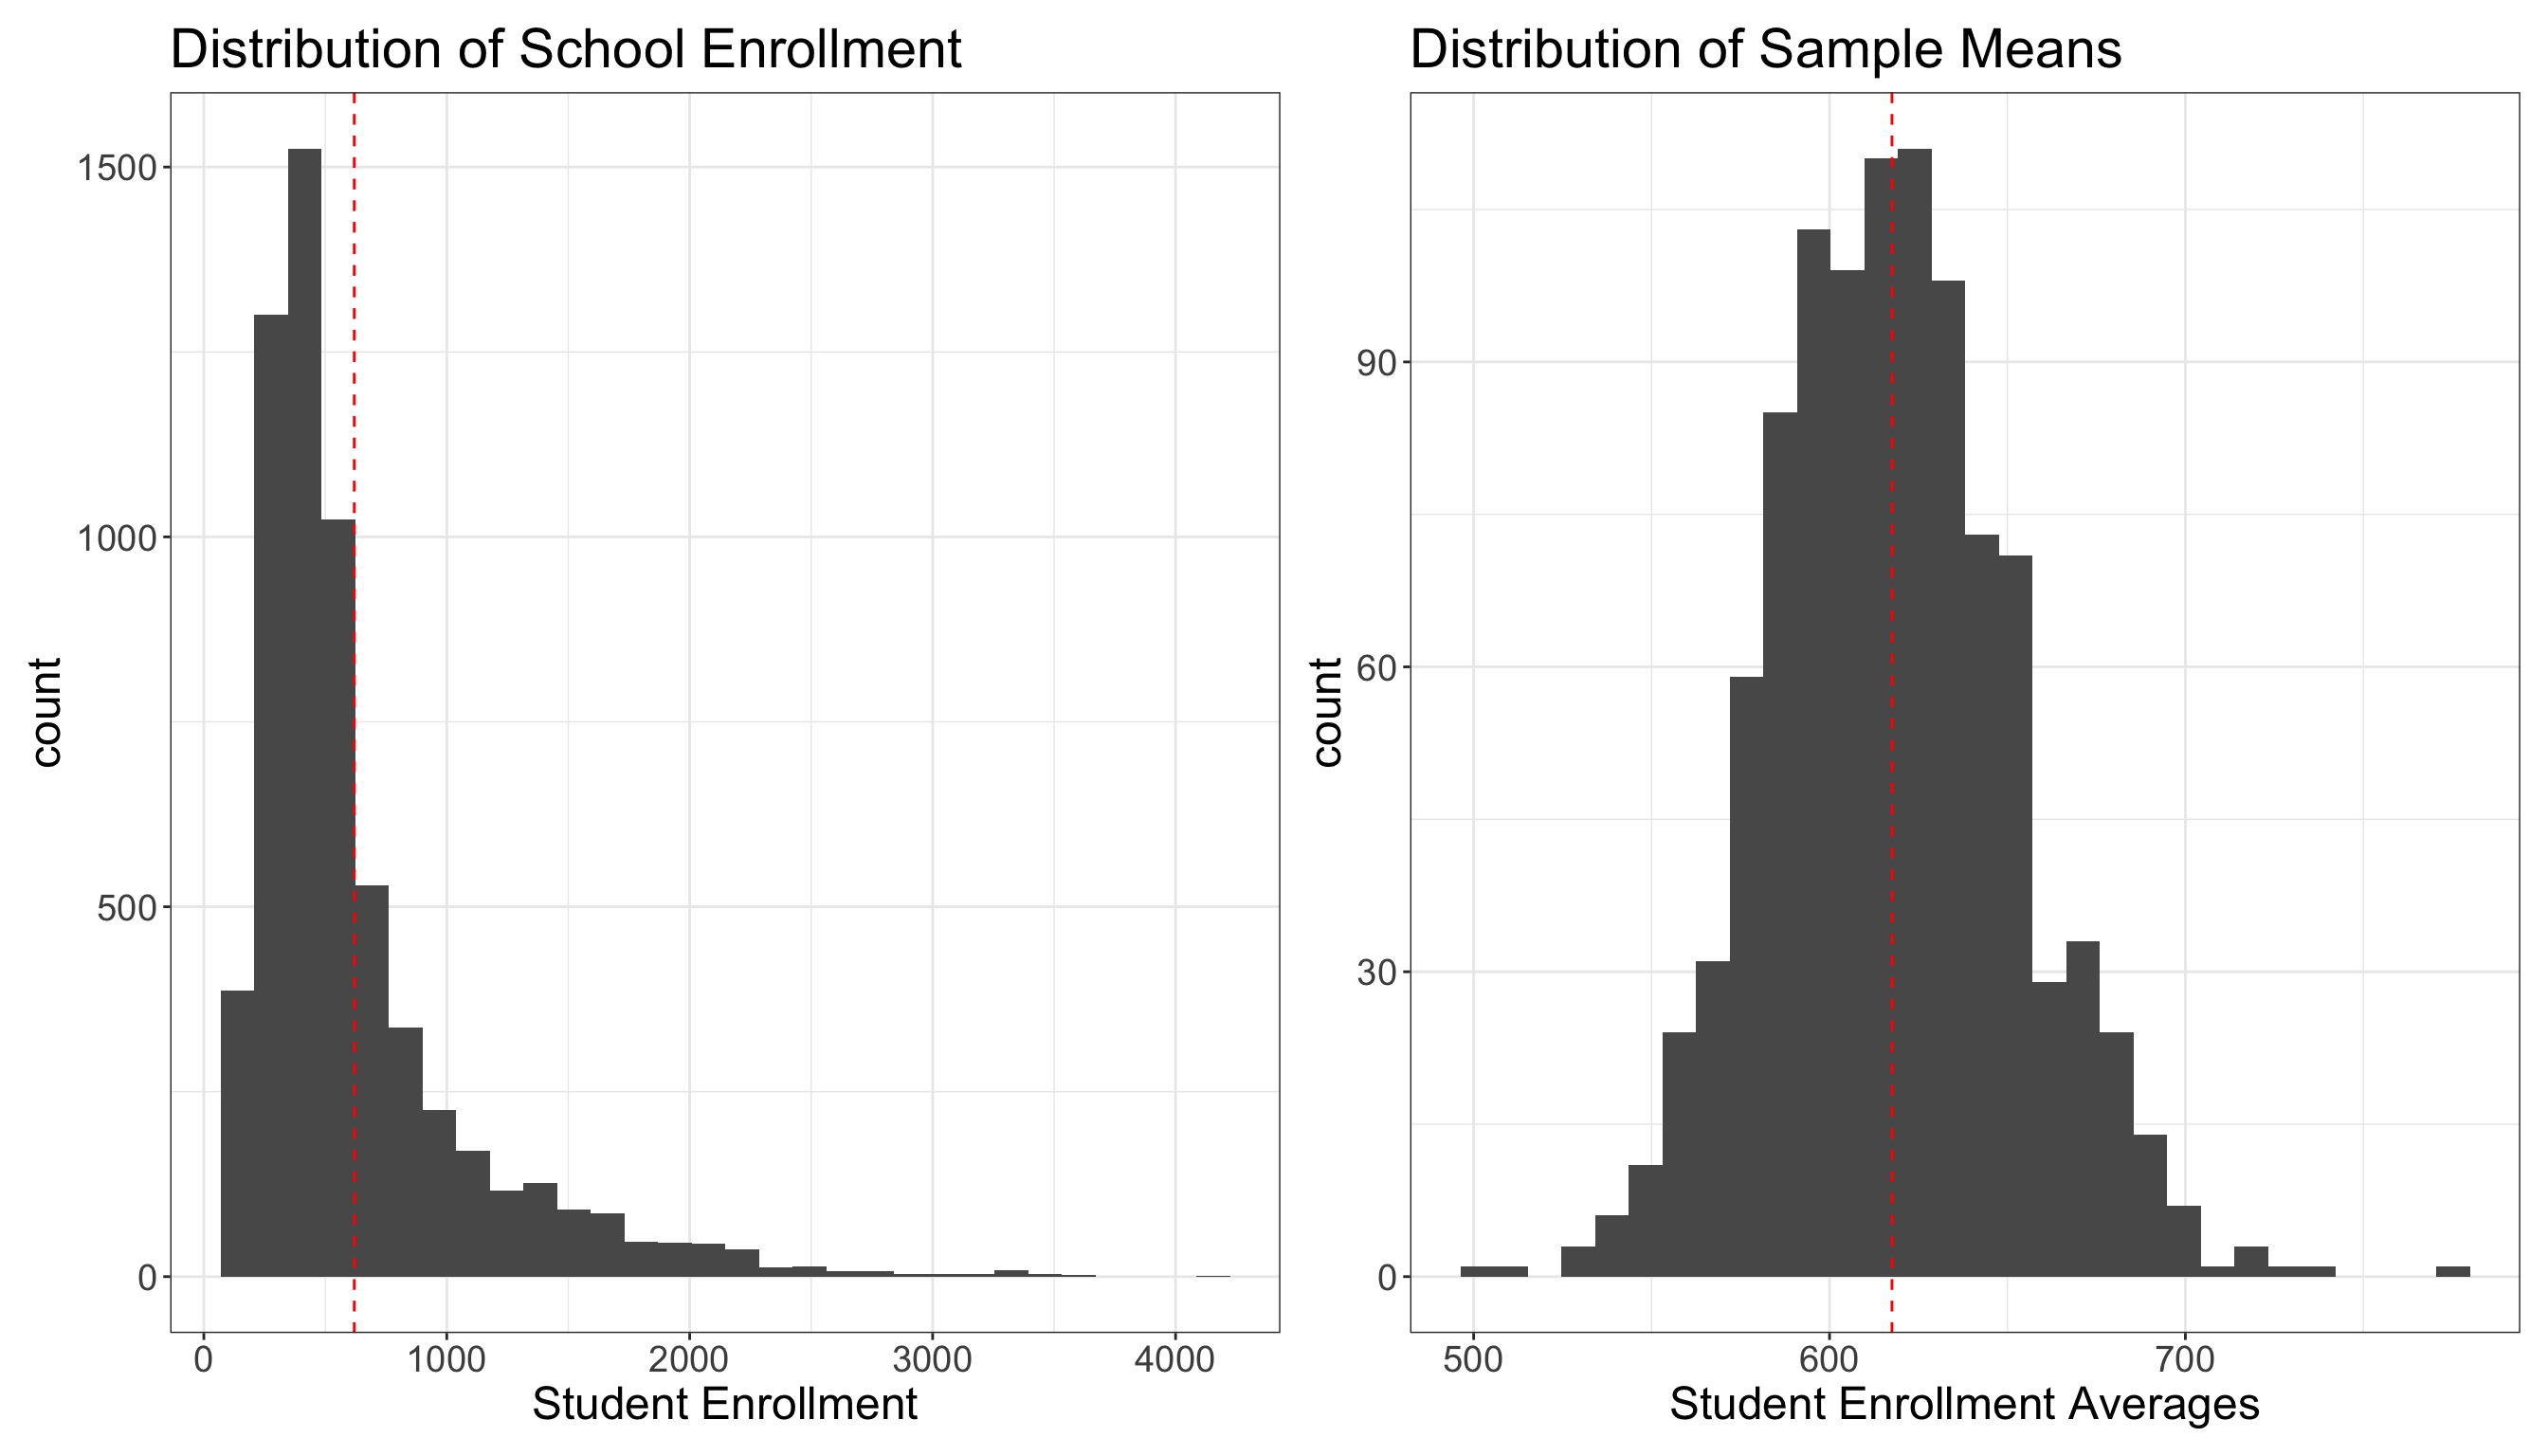 Distribution of School Enrollment
1500
1000
500
0
count
0 1000 2000 3000 4000
Student Enrollment
Distribution of Sample Means
90
60
30
0
count
500 600 700
Student Enrollment Averages